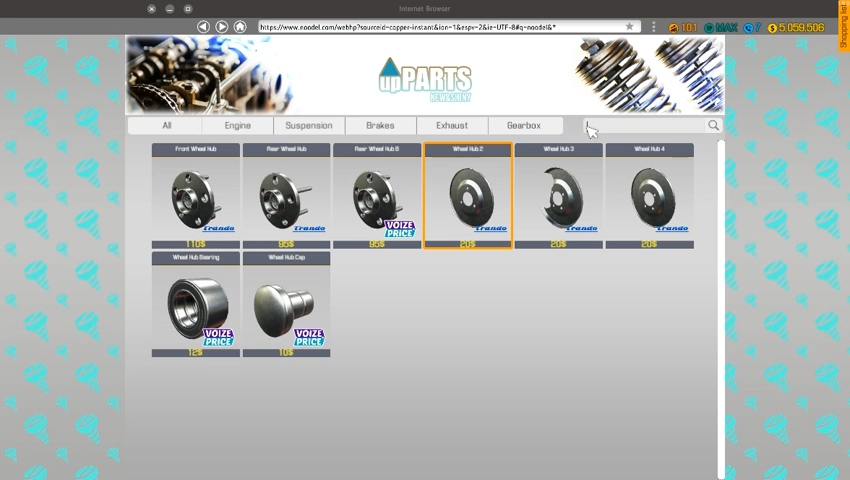 Internet Browser
https://www.noodel.com/webhp?sourceid=capper-instant&ion=1&espv=2&ie=UTF-8#q=noodel&*
101 MAX 7 5,059,506
Shopping list
upPARTS
NEW&SHINY
All Engine Suspension Brakes Exhaust Gearbox
Front Wheel Hub Rear Wheel Hub Rear Wheel Hub B Wheel Hub 2 Wheel Hub 3 Wheel Hub 4
Trando Trando VOIZE PRICE Trando Trando Trando
110$ 95$ 95$ 20$ 20$ 20$
Wheel Hub Bearing Wheel Hub Cap
VOIZE PRICE VOIZE PRICE
12$ 10$